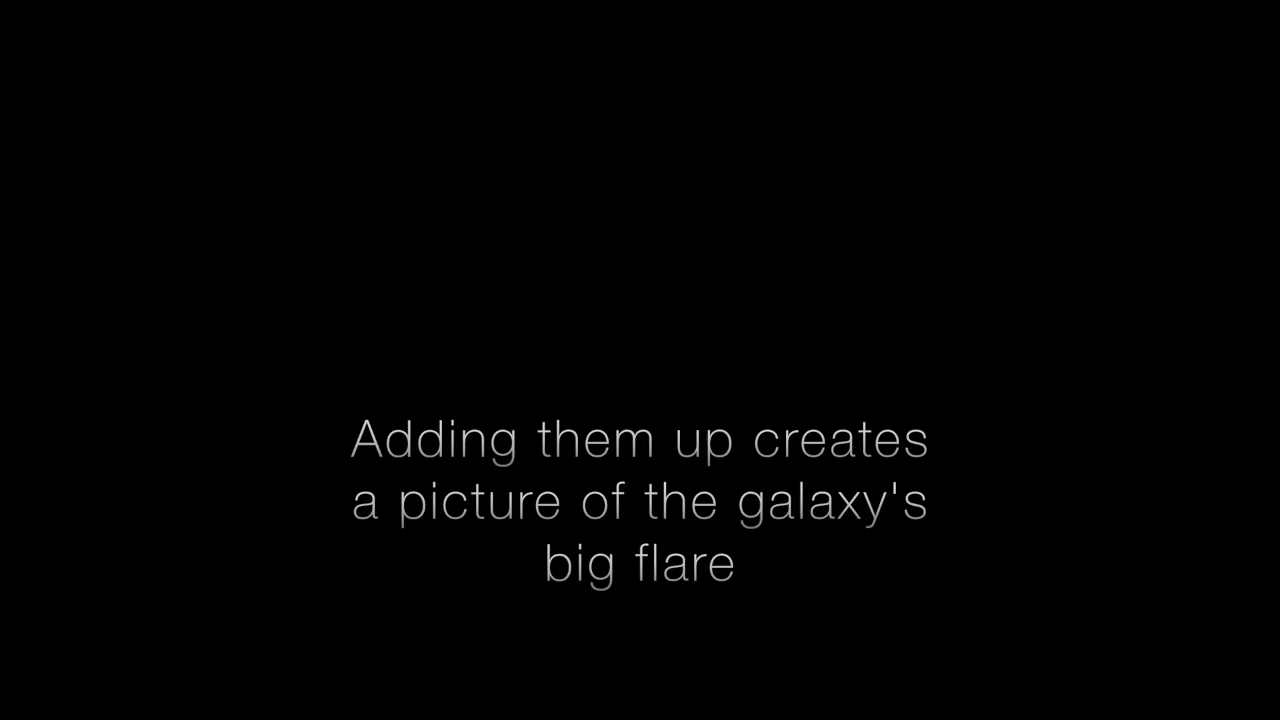 Adding them up creates
a picture of the galaxy's
big flare